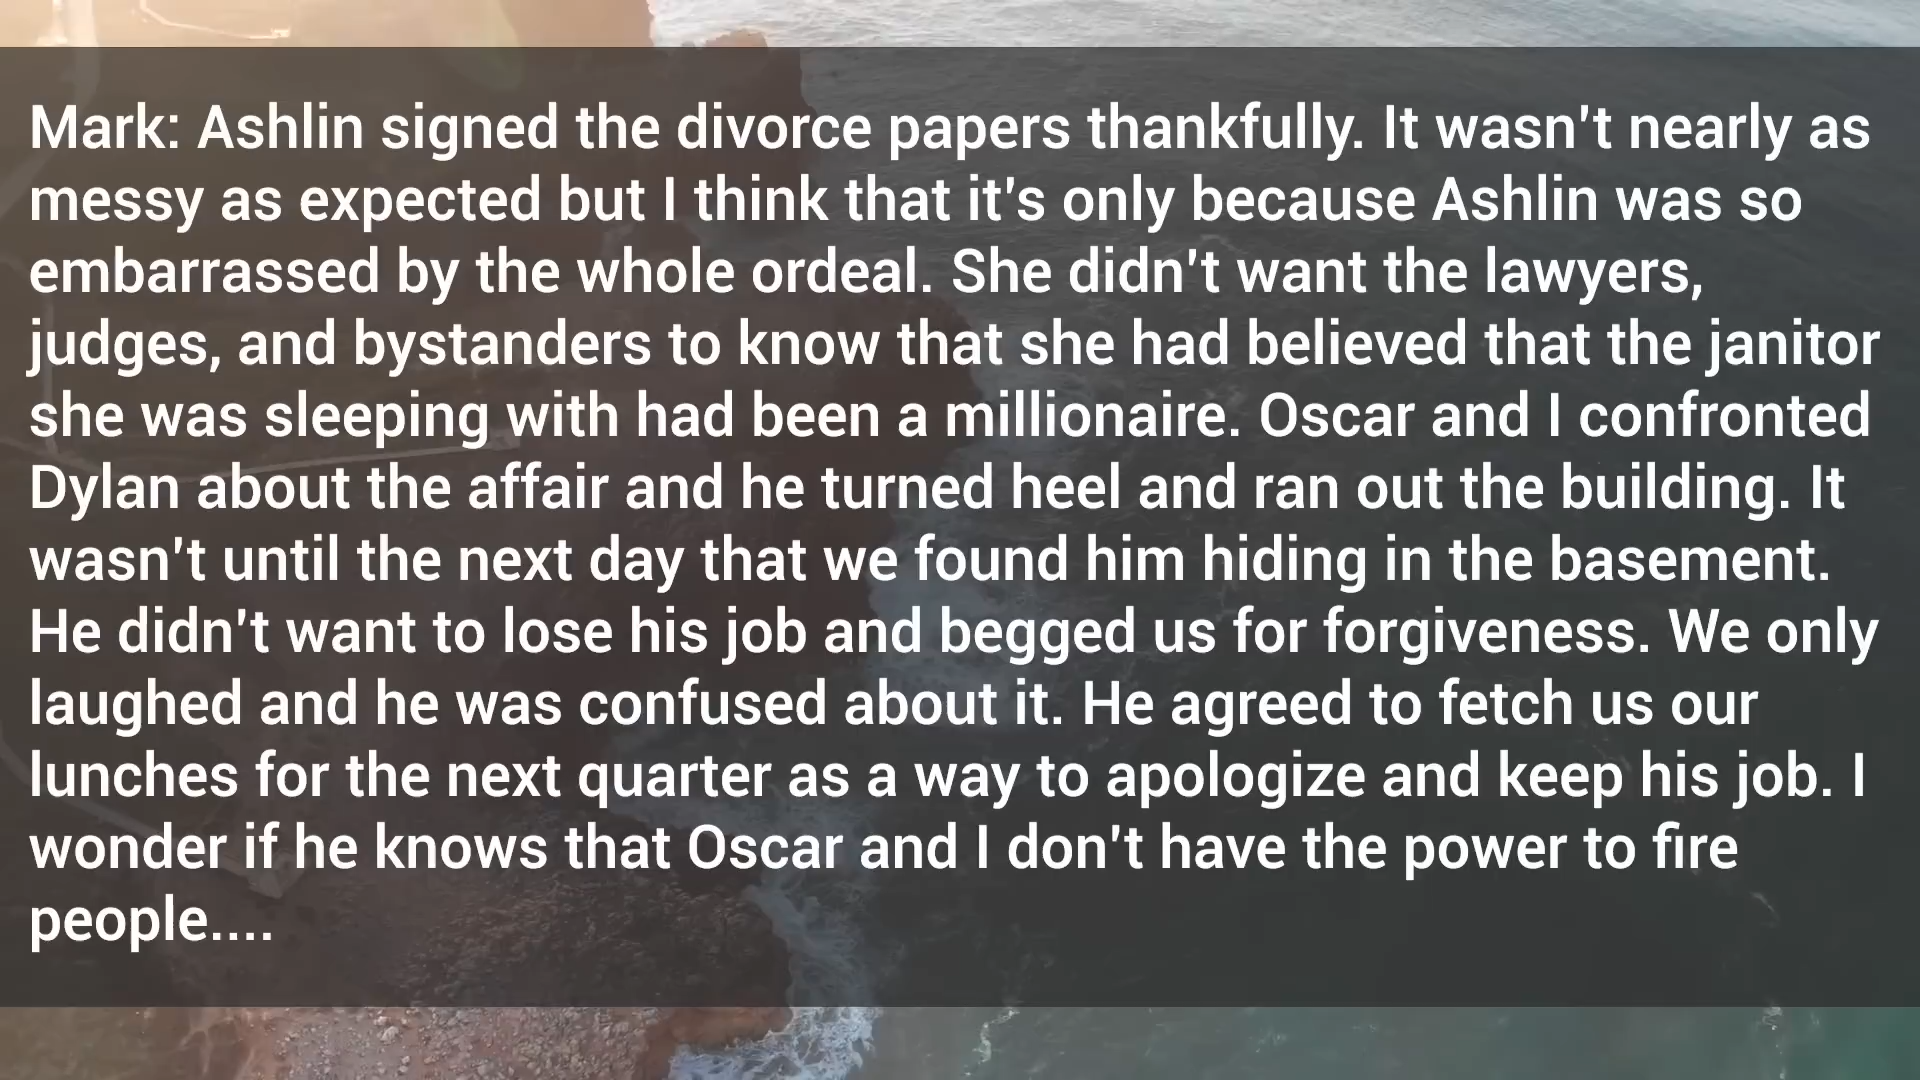 Mark: Ashlin signed the divorce papers thankfully. It wasn't nearly as
messy as expected but I think that it's only because Ashlin was so
embarrassed by the whole ordeal. She didn't want the lawyers,
judges, and bystanders to know that she had believed that the janitor
she was sleeping with had been a millionaire. Oscar and I confronted
Dylan about the affair and he turned heel and ran out the building. It
wasn't until the next day that we found him hiding in the basement.
He didn't want to lose his job and begged us for forgiveness. We only
laughed and he was confused about it. He agreed to fetch us our
lunches for the next quarter as a way to apologize and keep his job. I
wonder if he knows that Oscar and I don't have the power to fire
people....